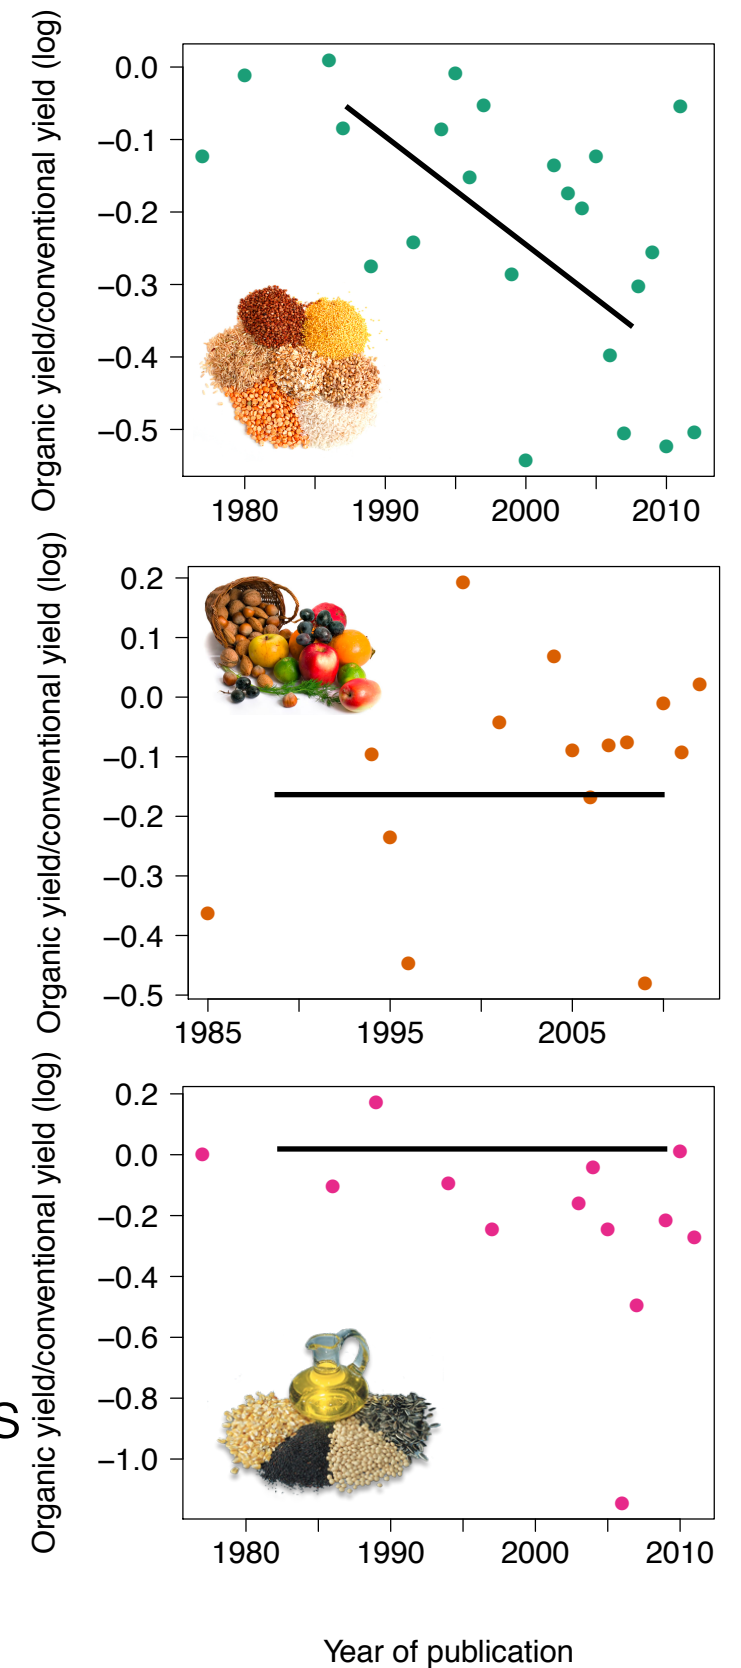 Organic yield/conventional yield (log)
0.0
−0.1
−0.2
−0.3
−0.4
−0.5
1980 1990 2000 2010
Organic yield/conventional yield (log)
0.2
0.1
0.0
−0.1
−0.2
−0.3
−0.4
−0.5
1985 1995 2005
Organic yield/conventional yield (log)
0.2
0.0
−0.2
−0.4
−0.6
−0.8
−1.0
s
1980 1990 2000 2010
Year of publication